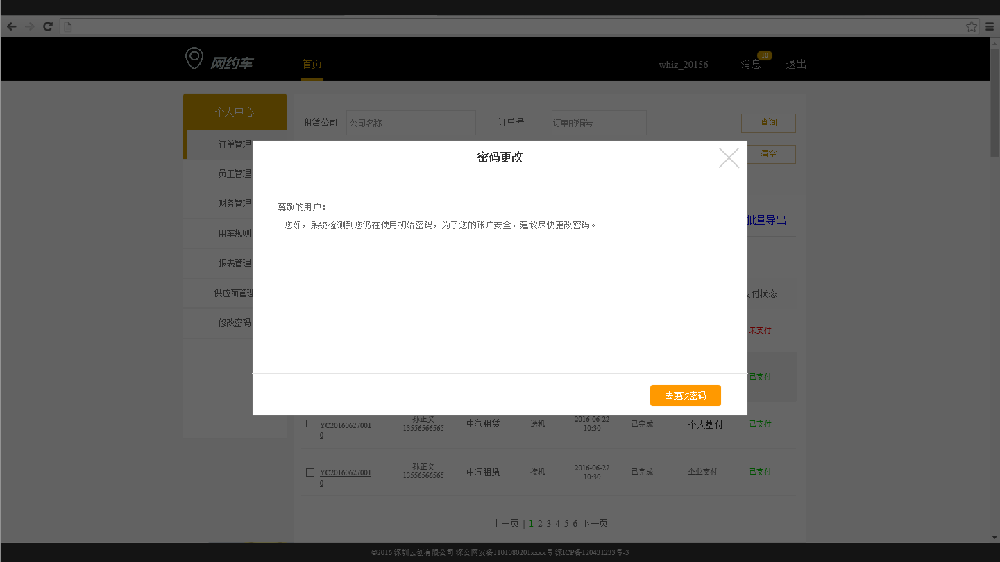 网约车
首页
whiz_20156
消息
10
退出
个人中心
订单管理
员工管理
财务管理
用车规则
报表管理
供应商管理
修改密码
租赁公司 公司名称 订单号 订单的编号 查询
清空
密码更改
尊敬的用户：
您好，系统检测到您仍在使用初始密码，为了您的账户安全，建议尽快更改密码。
去更改密码
批量导出
支付状态
未支付
已支付
YC20160627001
0
孙正义
13556566565
中汽租赁
送机
2016-06-22
10:30
已完成
个人垫付
已支付
YC20160627001
0
孙正义
13556566565
中汽租赁
接机
2016-06-22
10:30
已完成
企业支付
已支付
上一页 | 1 2 3 4 5 6 下一页
©2016 深圳云创有限公司 深公网安备1101080201xxxx号 深ICP备120431233号-3